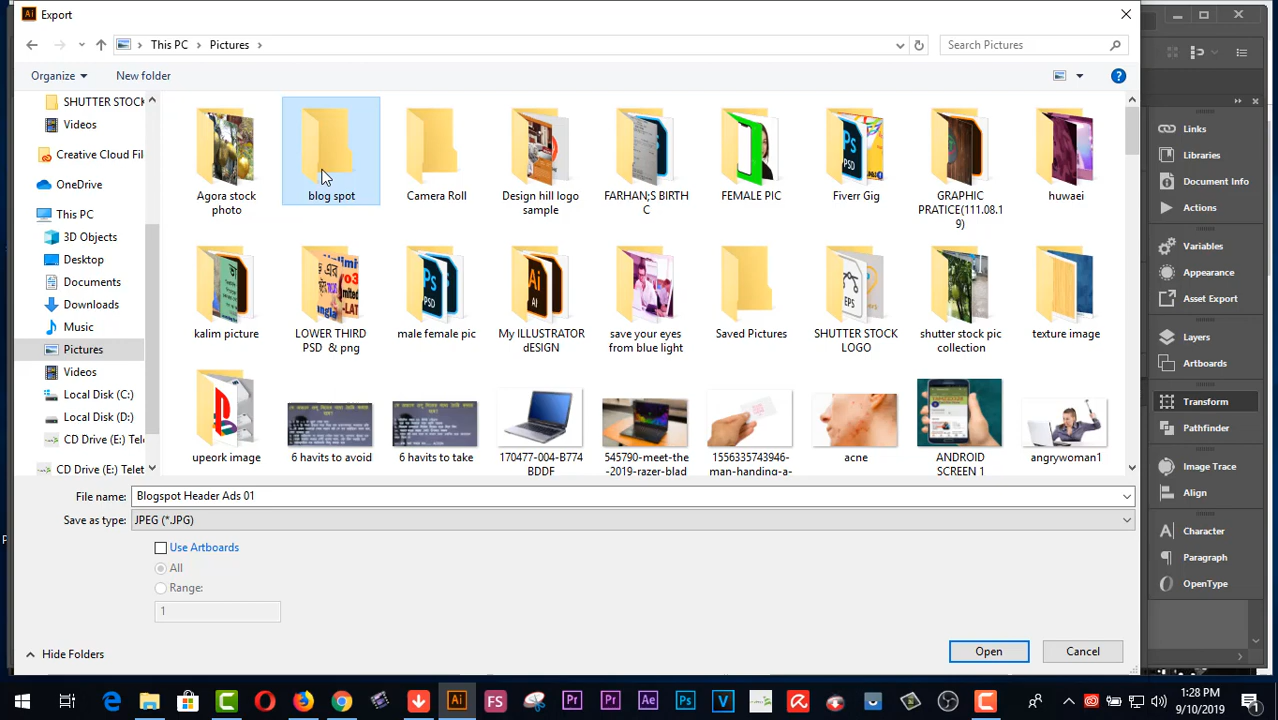 Export
This PC
Pictures
Search Pictures
Organize
New folder
SHUTTER STOCK
Videos
Creative Cloud Fil
OneDrive
This PC
3D Objects
Desktop
Documents
Downloads
Music
Pictures
Videos
Local Disk (C:)
Local Disk (D:)
CD Drive (E:) Tele
CD Drive (E:) Telet
Agora stock
photo
blog spot
Camera Roll
Design hill logo
sample
FARHAN;S BIRTH
C
FEMALE PIC
Fiverr Gig
GRAPHIC
PRATICE(111.08.1
9)
huwaei
kalim picture
LOWER THIRD
PSD & png
male female pic
My ILLUSTRATOR
dESIGN
save your eyes
from blue light
Saved Pictures
SHUTTER STOCK
LOGO
shutter stock pic
collection
texture image
upeork image
6 havits to avoid
6 havits to take
170477-004-B774
BDDF
545790-meet-the
-2019-razer-blad
1556335743946-
man-handing-a-
acne
ANDROID
SCREEN 1
angrywoma1
File name:
Blogspot Header Ads 01
Save as type:
JPEG (*.JPG)
Use Artboards
All
Range:
1
Hide Folders
Open
Cancel
Links
Libraries
Document Info
Actions
Variables
Appearance
Asset Export
Layers
Artboards
Transform
Pathfinder
Image Trace
Align
Character
Paragraph
OpenType
1:28 PM
9/10/2019